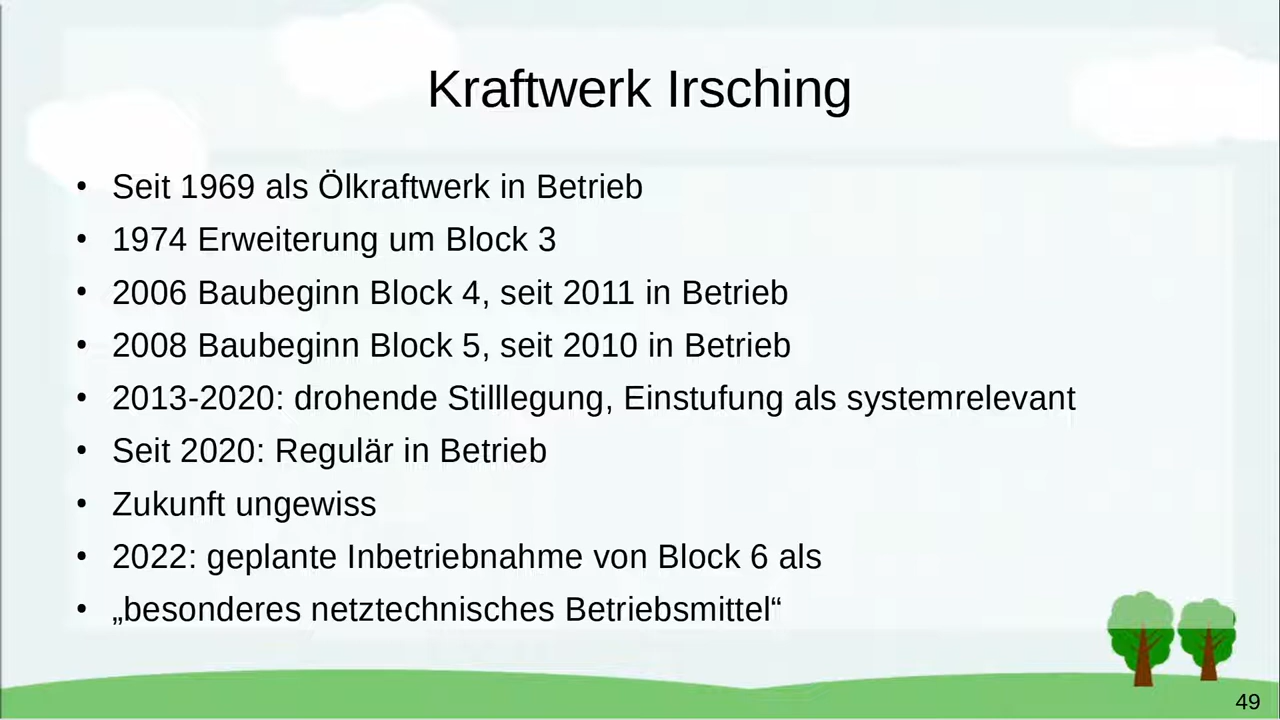 Kraftwerk Irsching
• Seit 1969 als Ölkraftwerk in Betrieb
• 1974 Erweiterung um Block 3
• 2006 Baubeginn Block 4, seit 2011 in Betrieb
• 2008 Baubeginn Block 5, seit 2010 in Betrieb
• 2013-2020: drohende Stilllegung, Einstufung als systemrelevant
• Seit 2020: Regulär in Betrieb
• Zukunft ungewiss
• 2022: geplante Inbetriebnahme von Block 6 als
• „besonderes netztechnisches Betriebsmittel“
49